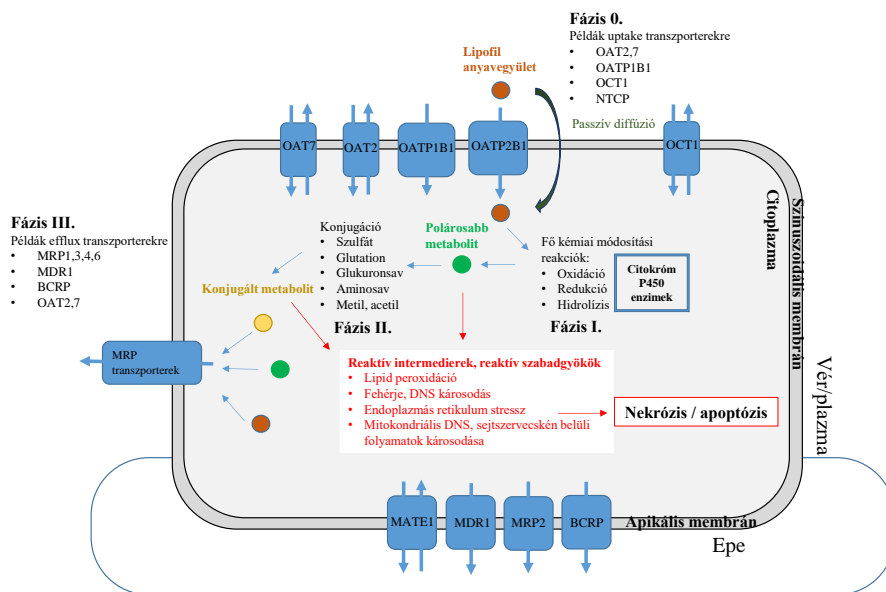 Fázis 0.
Példák uptake transzporterekre
• OAT2,7
• OATP1B1
• OCT1
• NTCP
Lipofil
anyavegyület
Passzív diffúzió
OAT7
OAT2
OATP1B1
OATP2B1
OCT1
Szinuszoidális membrán
Citoplazma
Vér/plazma
Fázis III.
Példák efflux transzporterekre
• MRP1,3,4,6
• MDR1
• BCRP
• OAT2,7
Konjugáció
• Szulfát
• Glutation
• Glukuronsav
• Aminosav
• Metil, acetil
Fázis II.
Polárosabb
metabolit
Fő kémiai módosítási
reakciók:
• Oxidáció
• Redukció
• Hidrolízis
Fázis I.
Citokróm
P450
enzimek
Konjugált metabolit
MRP
transzporterek
Reaktív intermedierek, reaktív szabadgyökök
• Lipid peroxidáció
• Fehérje, DNS károsodás
• Endoplazmás retikulum stressz
• Mitokondriális DNS, sejtszervecskén belüli
folyamatok károsodása
Nekrózis / apoptózis
MATE1
MDR1
MRP2
BCRP
Apikális membrán
Epe